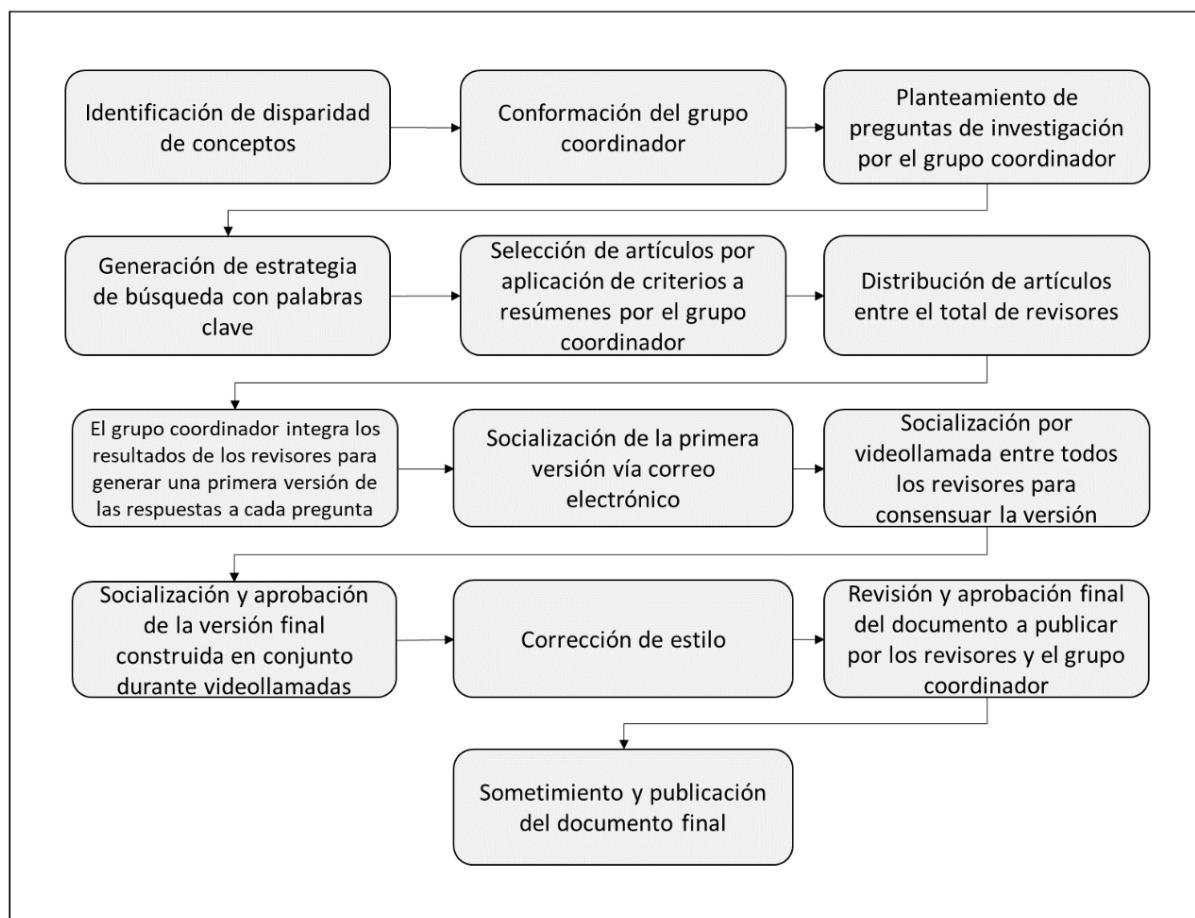 Identificación de disparidad
de conceptos
Conformación del grupo
coordinador
Planteamiento de
preguntas de investigación
por el grupo coordinador
Generación de estrategia
de búsqueda con palabras
clave
Selección de artículos por
aplicación de criterios a
resúmenes por el grupo
coordinador
Distribución de artículos
entre el total de revisores
El grupo coordinador integra los
resultados de los revisores para
generar una primera versión de
las respuestas a cada pregunta
Socialización de la primera
versión vía correo
electrónico
Socialización por
videollamada entre todos
los revisores para
consensuar la versión
Socialización y aprobación
de la versión final
construida en conjunto
durante videollamadas
Corrección de estilo
Revisión y aprobación final
del documento a publicar
por los revisores y el grupo
coordinador
Sometimiento y publicación
del documento final